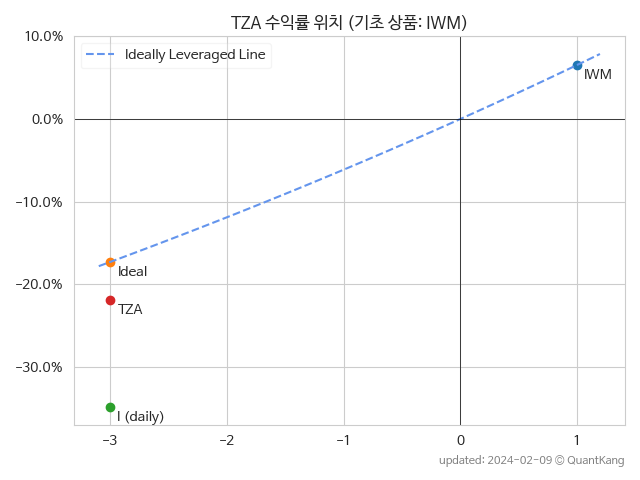 TZA 수익률 위치 (기초 상품: IWM)
10.0%
Ideally Leveraged Line
IWM
0.0%
−10.0%
Ideal
−20.0%
TZA
−30.0%
I (daily)
−3 −2 −1 0 1
updated: 2024-02-09 © QuantKang